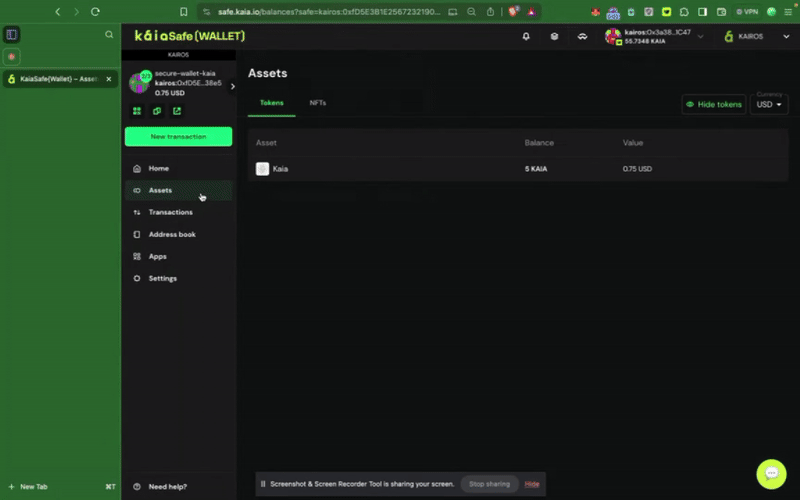 safe.kaia.io/balances?safe=kairos:0xfD5E3B1E2567232190...
VPN
KaiaSafe{Wallet} – Asset
káiaSafe{WALLET}
kairos:0x3a38...1C47
55.7348 KAIA
KAIROS
KAIROS
2/3
secure-wallet-kaia
kairos:0xfD5E...38e5
0.75 USD
New transaction
Home
Assets
Transactions
Address book
Apps
Settings
Need help?
Assets
Tokens
NFTs
Hide tokens
Currency
USD
Asset
Balance
Value
Kaia
5 KAIA
0.75 USD
New Tab
⌘T
Screenshot & Screen Recorder Tool is sharing your screen.
Stop sharing
Hide